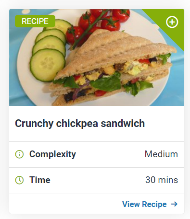 RECIPE
Crunchy chickpea sandwich
Complexity Medium
Time 30 mins
View Recipe →